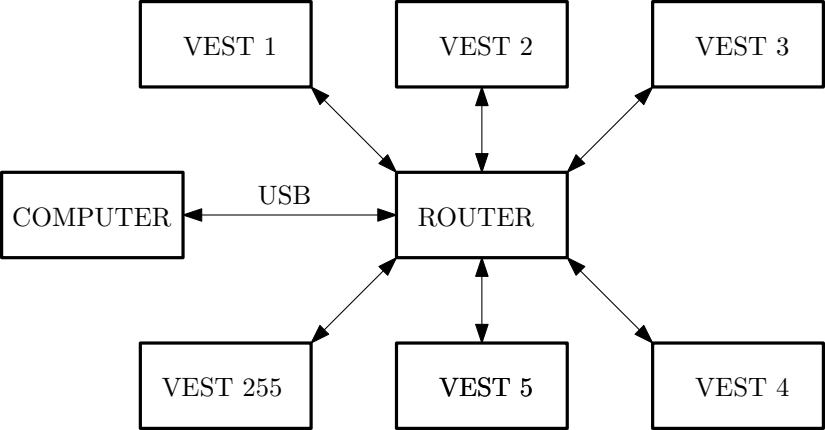 VEST 1
VEST 2
VEST 3
USB
COMPUTER
ROUTER
VEST 255
VEST 5
VEST 4